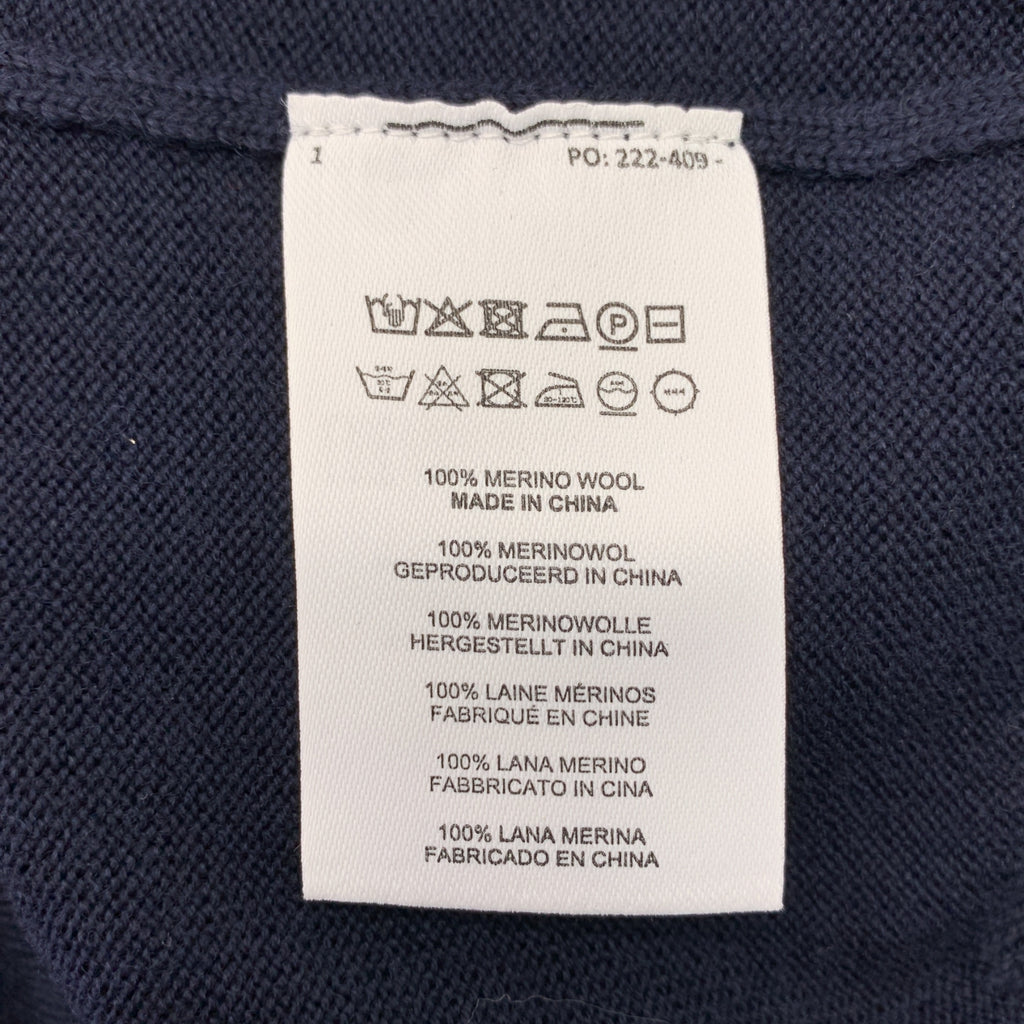 1
PO: 222-409 -
P
100% MERINO WOOL
MADE IN CHINA
100% MERINOWOL
GEPRODUCEERD IN CHINA
100% MERINOWOLLE
HERGESTELLT IN CHINA
100% LAINE MÉRINOS
FABRIQUÉ EN CHINE
100% LANA MERINO
FABBRICATO IN CINA
100% LANA MERINA
FABRICADO EN CHINA